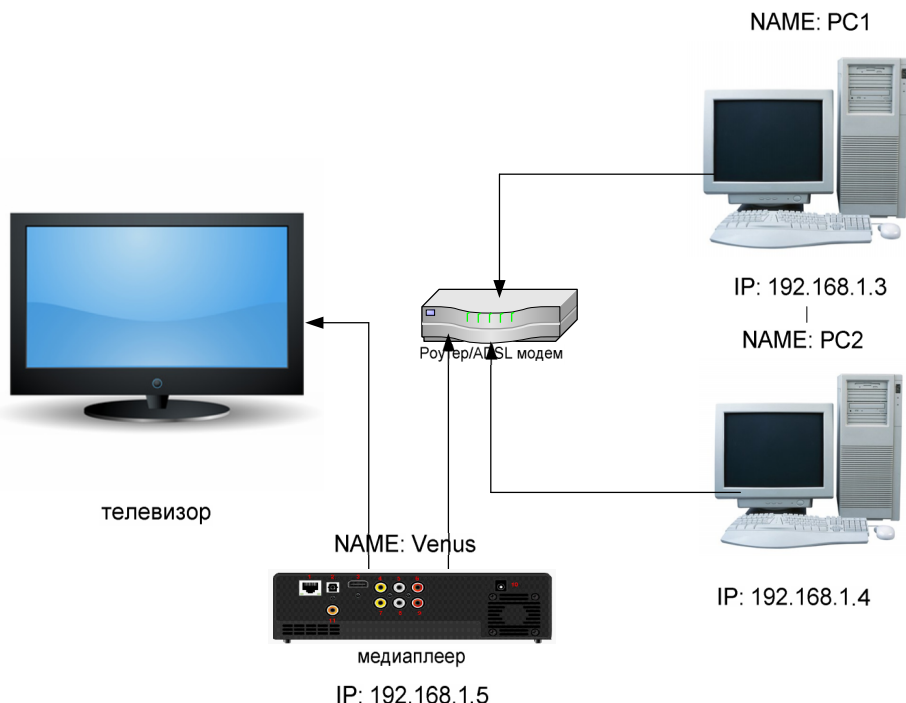 NAME: PC1
IP: 192.168.1.3
NAME: PC2
Роутер/ADSL модем
телевизор
NAME: Venus
IP: 192.168.1.4
медиаплеер
IP: 192.168.1.5